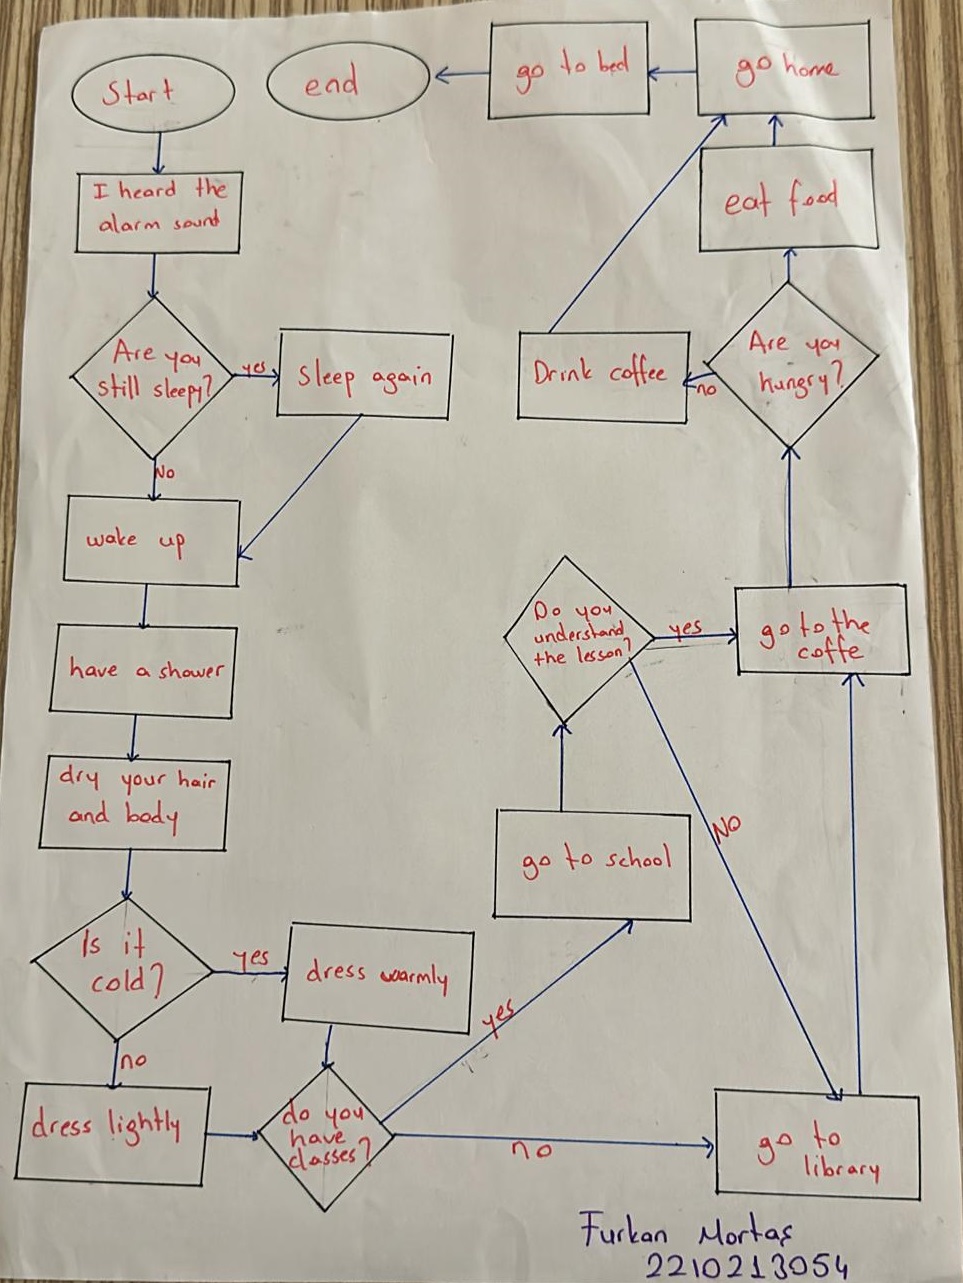 Start
I heard the
alarm sound
Are you
still sleepy?
yes
Sleep again
No
wake up
have a shower
dry your hair
and body
Is it
cold?
yes
dress warmly
no
dress lightly
do you
have
classes?
yes
no
go to school
go to
library
Do you
understand
the lesson?
yes
NO
go to the
coffe
Are you
hungry?
no
Drink coffee
eat food
go home
go to bed
end
Furkan Mortaş
2210213054